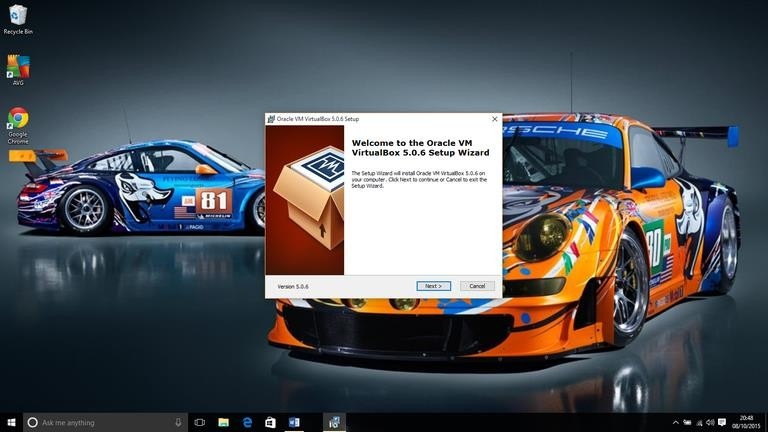 Recycle Bin
AVG
Google
Chrome
81
MICHELIN
FAGIO
PORSCHE
80
Oracle VM VirtualBox 5.0.6 Setup
Welcome to the Oracle VM
VirtualBox 5.0.6 Setup Wizard
The Setup Wizard will install Oracle VM VirtualBox 5.0.6 on
your computer. Click Next to continue or Cancel to exit the
Setup Wizard.
Version 5.0.6
Next >
Cancel
Ask me anything
20:48
08/10/2015